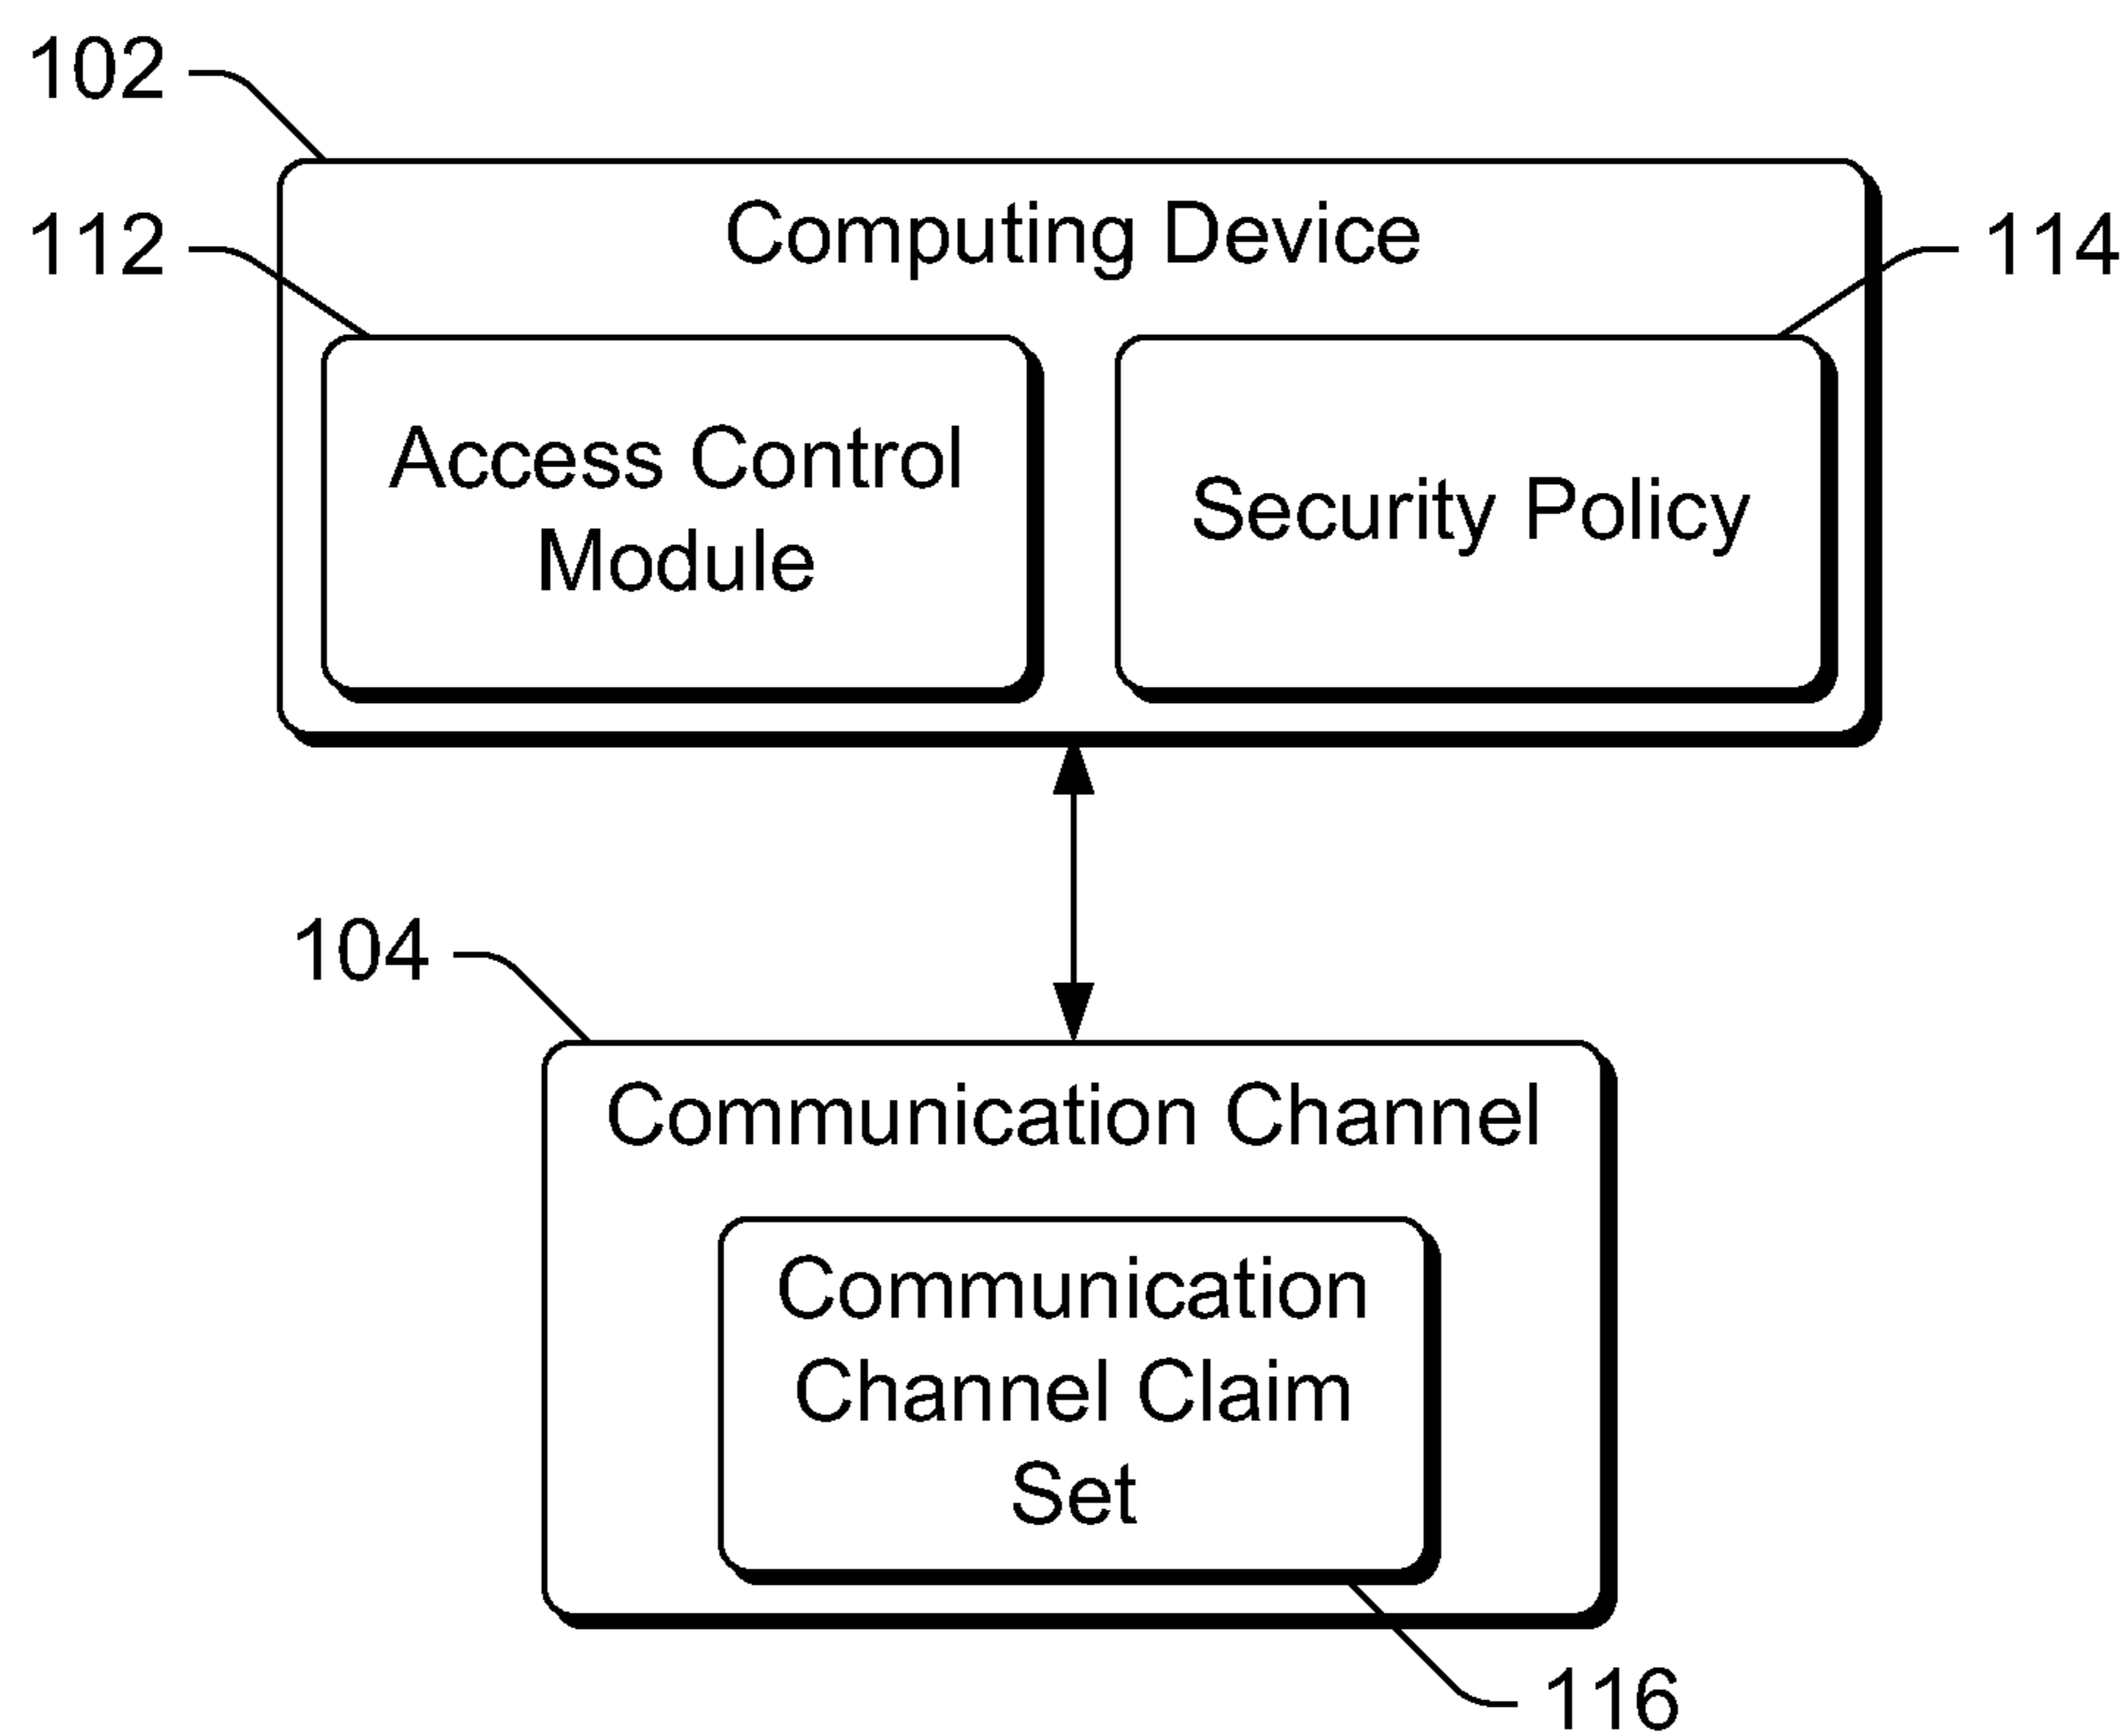 102
Computing Device
112
114
Access Control
Module
Security Policy
104
Communication Channel
Communication
Channel Claim
Set
116